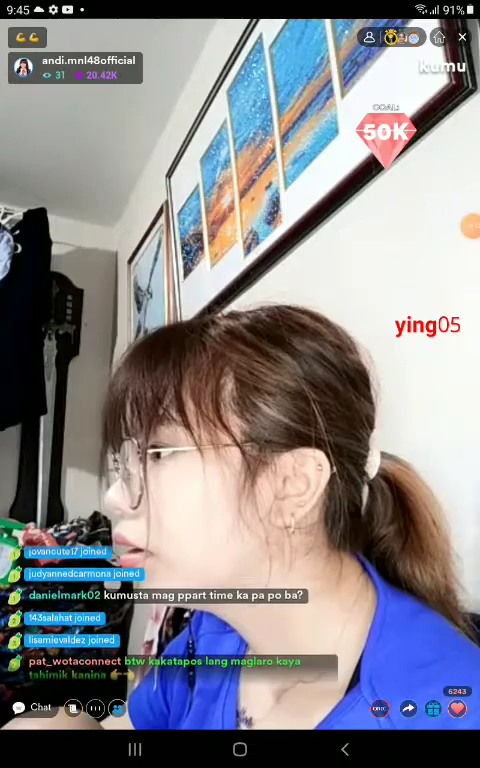 9:45
91%
andi.mnl48official
31 20.42K
kumu
GOAL:
50K
ying05
jovancute17 joined
judyannedcarmona joined
danielmark02 kumusta mag ppart time ka pa po ba?
143salahat joined
lisamievaldez joined
pat_wotaconnect btw kakatapos lang maglaro kaya
tahimik kanina
6243
Chat